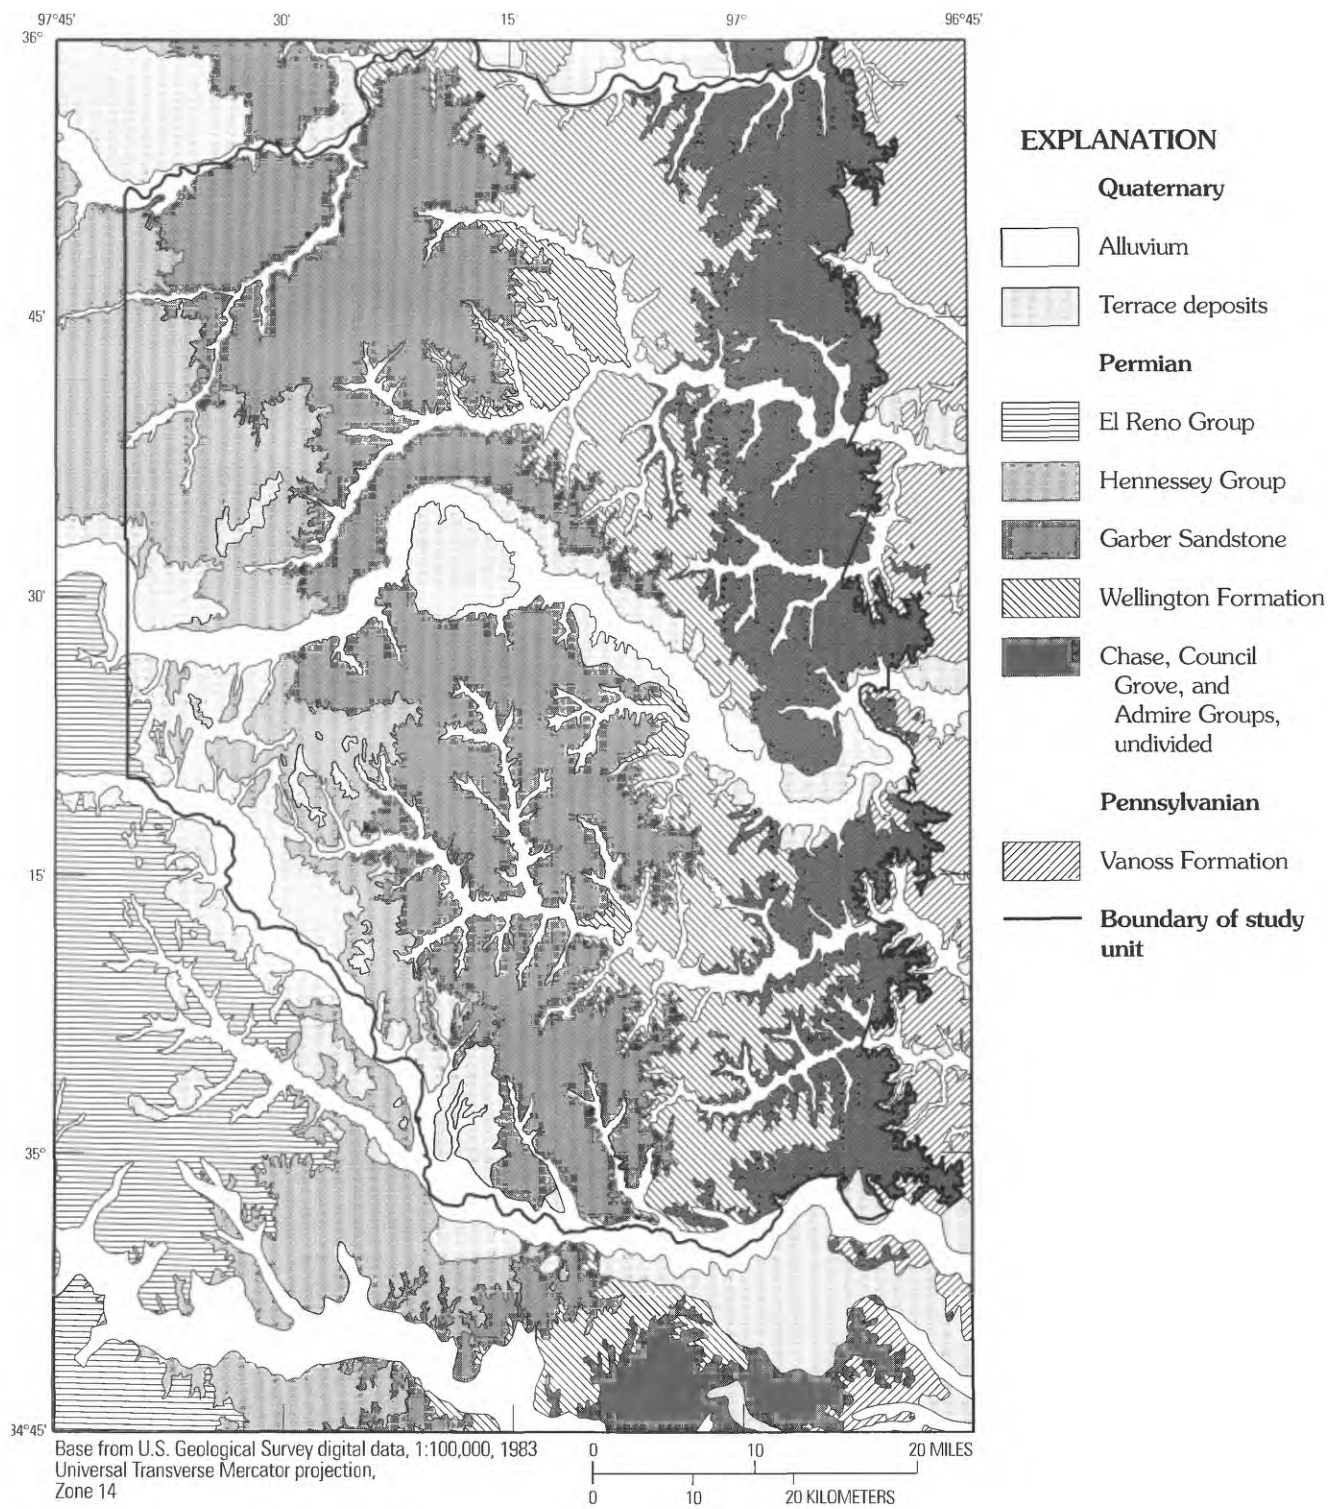 97°45′ 30′ 15 97° 96°45′
36°
45′
30′
15′
35°
34°45′
EXPLANATION
Quaternary
Alluvium
Terrace deposits
Permian
El Reno Group
Hennessey Group
Garber Sandstone
Wellington Formation
Chase, Council
Grove, and
Admire Groups,
undivided
Pennsylvanian
Vanoss Formation
Boundary of study
unit
Base from U.S. Geological Survey digital data, 1:100,000, 1983
Universal Transverse Mercator projection,
Zone 14
0 10 20 MILES
0 10 20 KILOMETERS